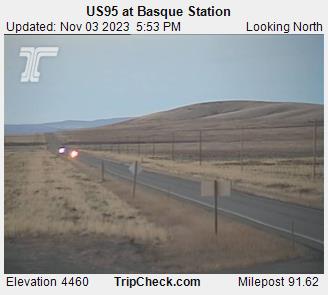 US95 at Basque Station
Updated: Nov 03 2023 5:53 PM Looking North
Elevation 4460 TripCheck.com Milepost 91.62